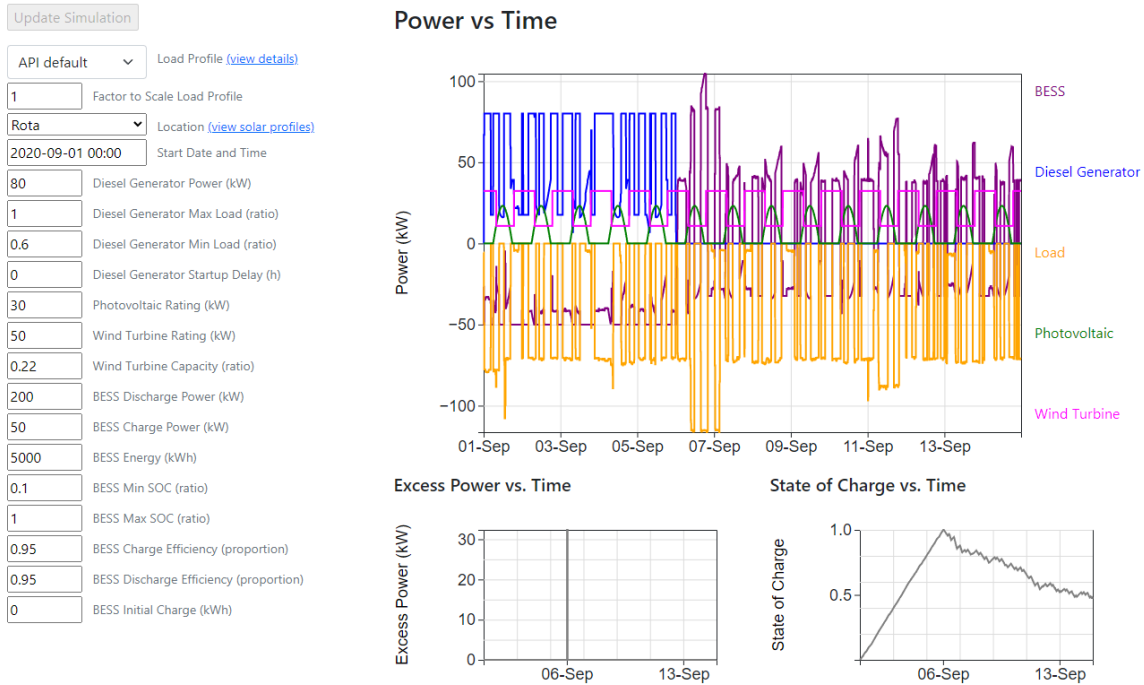 Update Simulation
API default
Load Profile (view details)
1
Factor to Scale Load Profile
Rota
Location (view solar profiles)
2020-09-01 00:00
Start Date and Time
80
Diesel Generator Power (kW)
1
Diesel Generator Max Load (ratio)
0.6
Diesel Generator Min Load (ratio)
0
Diesel Generator Startup Delay (h)
30
Photovoltaic Rating (kW)
50
Wind Turbine Rating (kW)
0.22
Wind Turbine Capacity (ratio)
200
BESS Discharge Power (kW)
50
BESS Charge Power (kW)
5000
BESS Energy (kWh)
0.1
BESS Min SOC (ratio)
1
BESS Max SOC (ratio)
0.95
BESS Charge Efficiency (proportion)
0.95
BESS Discharge Efficiency (proportion)
0
BESS Initial Charge (kWh)
Power vs Time
Power (kW)
100
50
0
−50
−100
01-Sep 03-Sep 05-Sep 07-Sep 09-Sep 11-Sep 13-Sep
BESS
Diesel Generator
Load
Photovoltaic
Wind Turbine
Excess Power vs. Time
Excess Power (kW)
30
20
10
0
06-Sep 13-Sep
State of Charge vs. Time
State of Charge
1.0
0.5
06-Sep 13-Sep